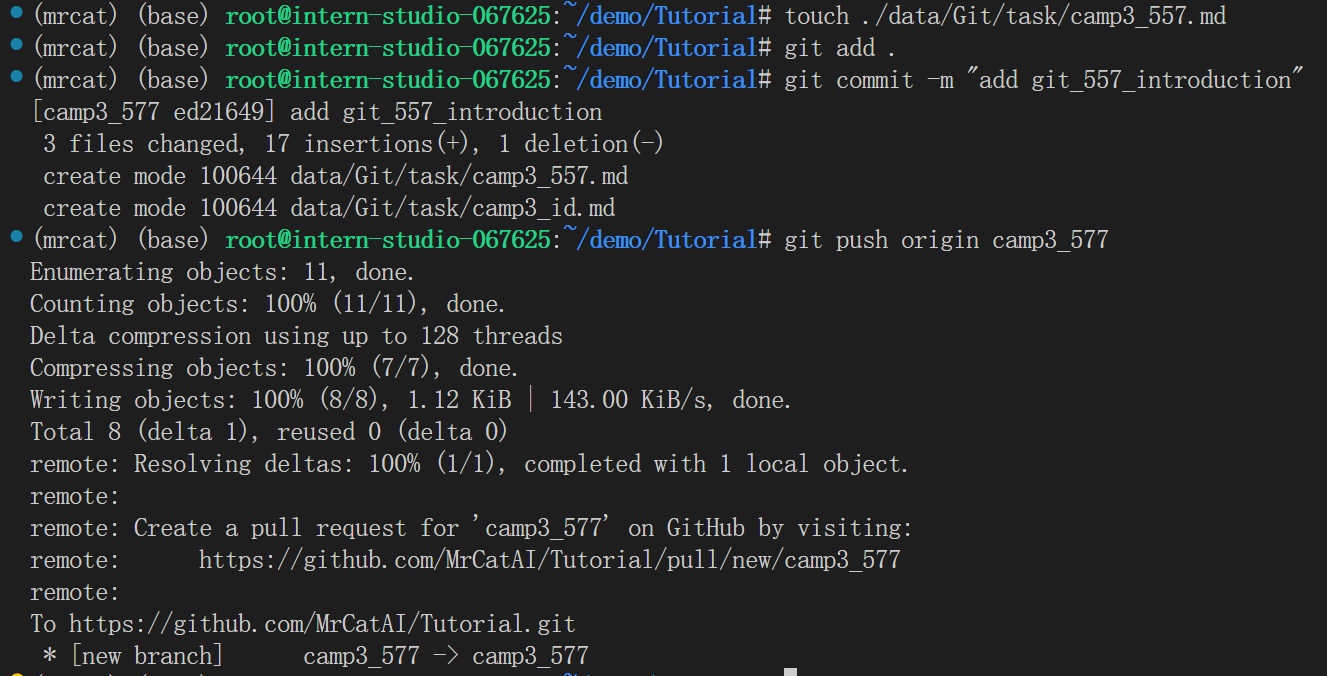 (mrcat) (base) root@intern-studio-067625:~/demo/Tutorial# touch ./data/Git/task/camp3_557.md
(mrcat) (base) root@intern-studio-067625:~/demo/Tutorial# git add .
(mrcat) (base) root@intern-studio-067625:~/demo/Tutorial# git commit -m "add git_557_introduction"
[camp3_577 ed21649] add git_557_introduction
 3 files changed, 17 insertions(+), 1 deletion(-)
 create mode 100644 data/Git/task/camp3_557.md
 create mode 100644 data/Git/task/camp3_id.md
(mrcat) (base) root@intern-studio-067625:~/demo/Tutorial# git push origin camp3_577
Enumerating objects: 11, done.
Counting objects: 100% (11/11), done.
Delta compression using up to 128 threads
Compressing objects: 100% (7/7), done.
Writing objects: 100% (8/8), 1.12 KiB | 143.00 KiB/s, done.
Total 8 (delta 1), reused 0 (delta 0)
remote: Resolving deltas: 100% (1/1), completed with 1 local object.
remote:
remote: Create a pull request for 'camp3_577' on GitHub by visiting:
remote:      https://github.com/MrCatAI/Tutorial/pull/new/camp3_577
remote:
To https://github.com/MrCatAI/Tutorial.git
 * [new branch]      camp3_577 -> camp3_577